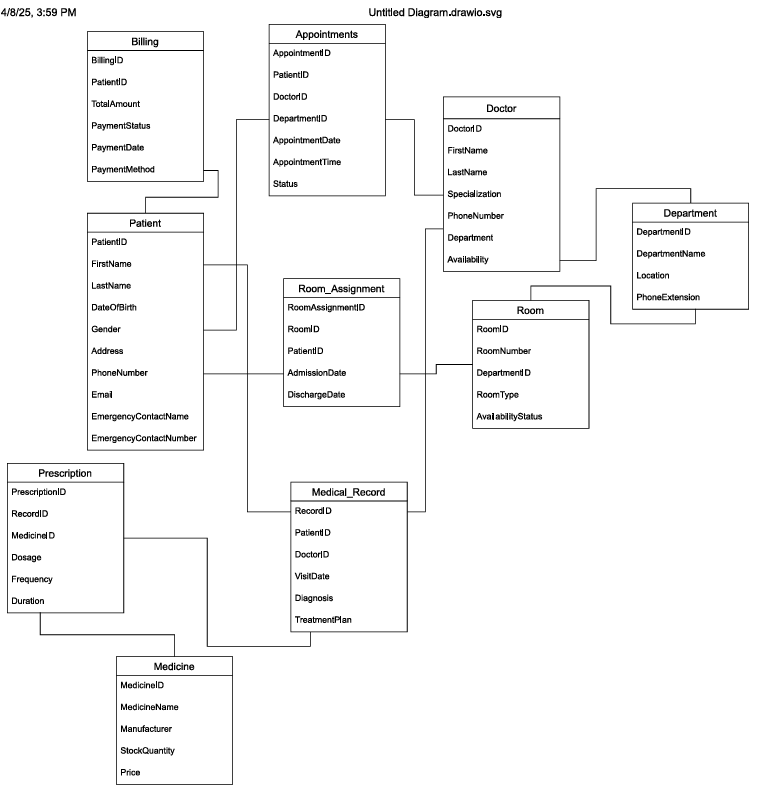 4/8/25, 3:59 PM
Untitled Diagram.drawio.svg
Billing
BillingID
PatientID
TotalAmount
PaymentStatus
PaymentDate
PaymentMethod
Appointments
AppointmentID
PatientID
DoctorID
DepartmentID
AppointmentDate
AppointmentTime
Status
Doctor
DoctorID
FirstName
LastName
Specialization
PhoneNumber
Department
Availability
Department
DepartmentID
DepartmentName
Location
PhoneExtension
Patient
PatientID
FirstName
LastName
DateOfBirth
Gender
Address
PhoneNumber
Email
EmergencyContactName
EmergencyContactNumber
Room_Assignment
RoomAssignmentID
RoomID
PatientID
AdmissionDate
DischargeDate
Room
RoomID
RoomNumber
DepartmentID
RoomType
AvailabilityStatus
Prescription
PrescriptionID
RecordID
MedicineID
Dosage
Frequency
Duration
Medical_Record
RecordID
PatientID
DoctorID
VisitDate
Diagnosis
TreatmentPlan
Medicine
MedicineID
MedicineName
Manufacturer
StockQuantity
Price